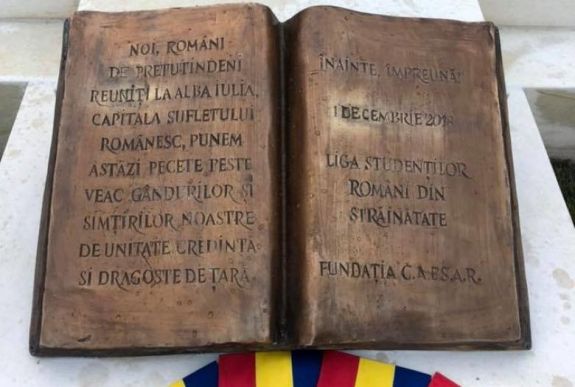 NOI, ROMÂNI
DE PRETUTINDENI
REUNIȚI LA ALBA IULIA,
CAPITALA SUFLETULUI
ROMÂNESC, PUNEM
ASTĂZI PECETE PESTE
VEAC GÂNDURILOR ȘI
SIMȚIRILOR NOASTRE
DE UNITATE CREDINȚĂ
ȘI DRAGOSTE DE ȚARĂ.
ÎNAINTE, ÎMPREUNĂ!
1 DECEMBRIE 2018
LIGA STUDENȚILOR
ROMÂNI DIN
STRĂINĂTATE
FUNDAȚIA C.A.E.S.A.R.